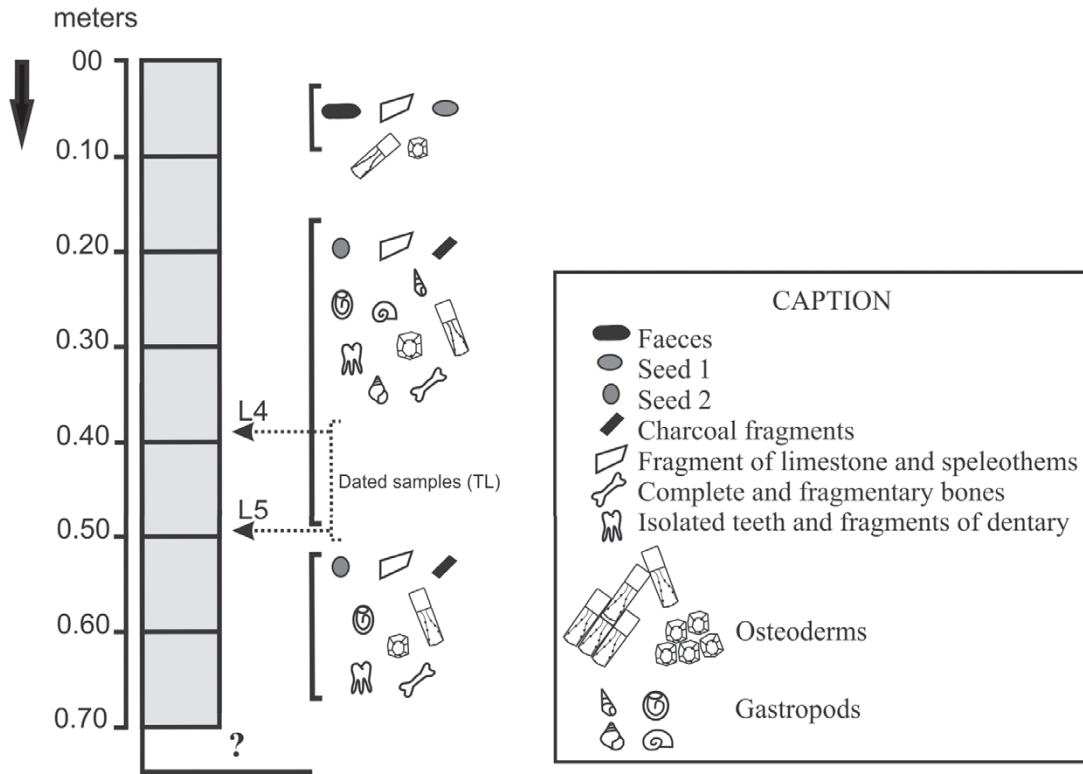 meters
00
0.10
0.20
0.30
L4
0.40
Dated samples (TL)
L5
0.50
0.60
0.70
?
CAPTION
Faeces
Seed 1
Seed 2
Charcoal fragments
Fragment of limestone and speleothems
Complete and fragmentary bones
Isolated teeth and fragments of dentary
Osteoderms
Gastropods